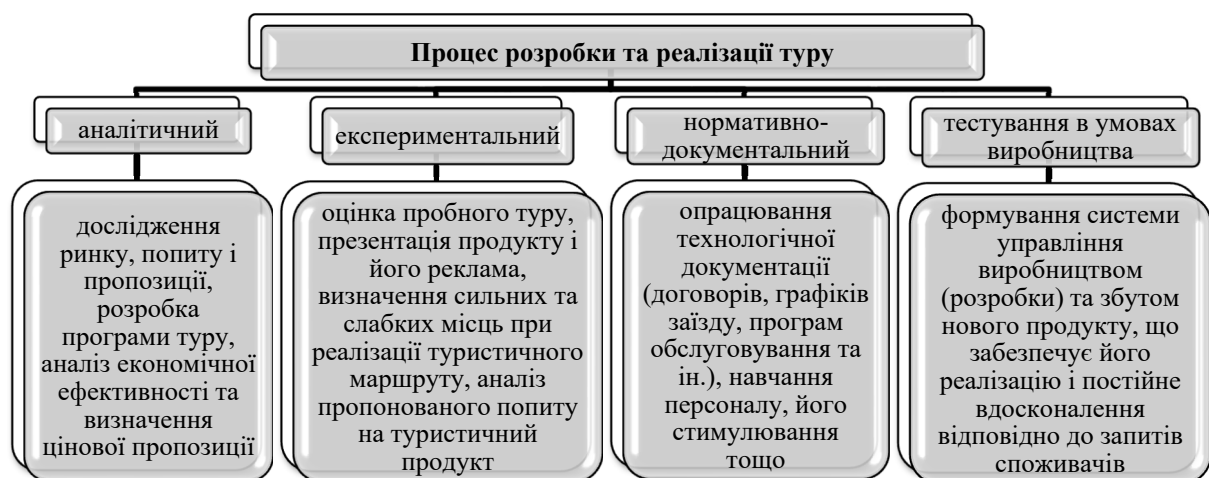 Процес розробки та реалізації туру
аналітичний
експериментальний
нормативно-
документальний
тестування в умовах
виробництва
дослідження
ринку, попиту і
пропозиції,
розробка
програми туру,
аналіз економічної
ефективності та
визначення
цінової пропозиції
оцінка пробного туру,
презентація продукту і
його реклама,
визначення сильних та
слабких місць при
реалізації туристичного
маршруту, аналіз
пропонованого попиту
на туристичний
продукт
опрацювання
технологічної
документації
(договорів, графіків
заїзду, програм
обслуговування та
ін.), навчання
персоналу, його
стимулювання
тощо
формування системи
управління
виробництвом
(розробки) та збутом
нового продукту, що
забезпечує його
реалізацію і постійне
вдосконалення
відповідно до запитів
споживачів